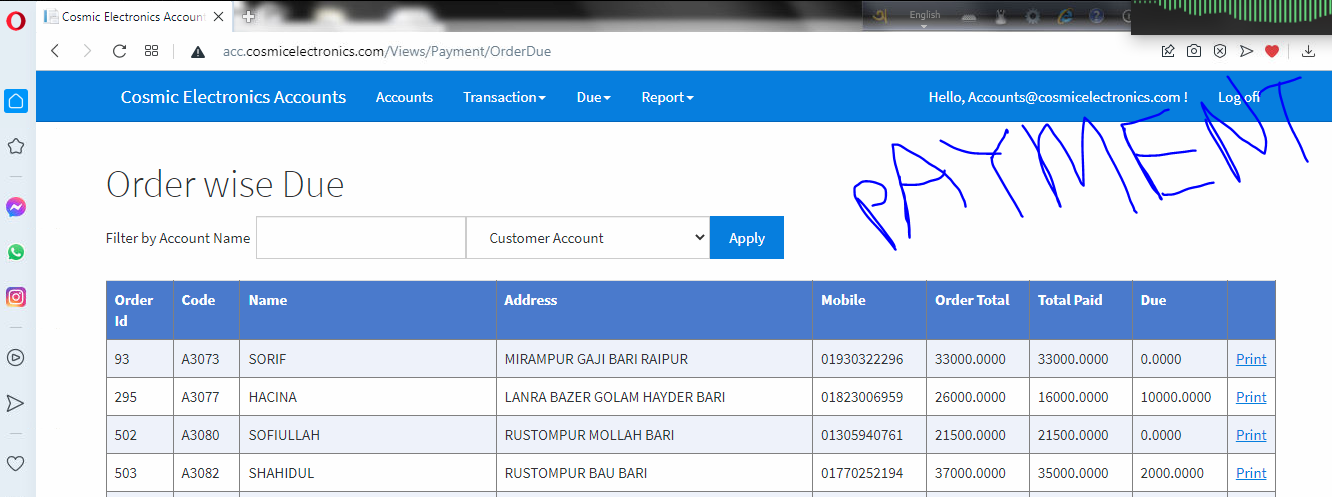 Cosmic Electronics Account
English
acc.cosmicelectronics.com/Views/Payment/OrderDue
Cosmic Electronics Accounts Accounts Transaction Due Report Hello, Accounts@cosmicelectronics.com ! Log off
PAYMENT
Order wise Due
Filter by Account Name Customer Account Apply
Order Id Code Name Address Mobile Order Total Total Paid Due
93 A3073 SORIF MIRAMPUR GAJI BARI RAIPUR 01930322296 33000.0000 33000.0000 0.0000 Print
295 A3077 HACINA LANRA BAZER GOLAM HAYDER BARI 01823006959 26000.0000 16000.0000 10000.0000 Print
502 A3080 SOFIULLAH RUSTOMPUR MOLLAH BARI 01305940761 21500.0000 21500.0000 0.0000 Print
503 A3082 SHAHIDUL RUSTOMPUR BAU BARI 01770252194 37000.0000 35000.0000 2000.0000 Print